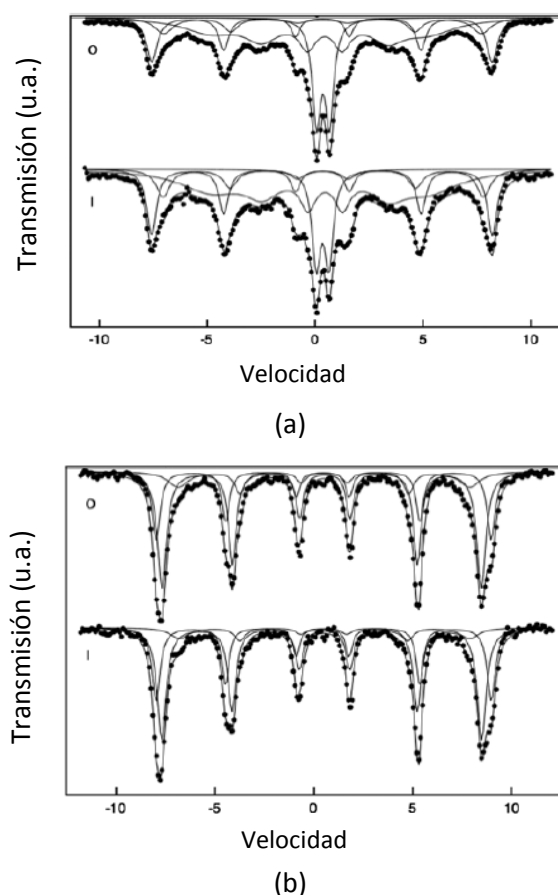 Transmisión (u.a.)
O
I
-10 -5 0 5 10
Velocidad
(a)
Transmisión (u.a.)
O
I
-10 -5 0 5 10
Velocidad
(b)